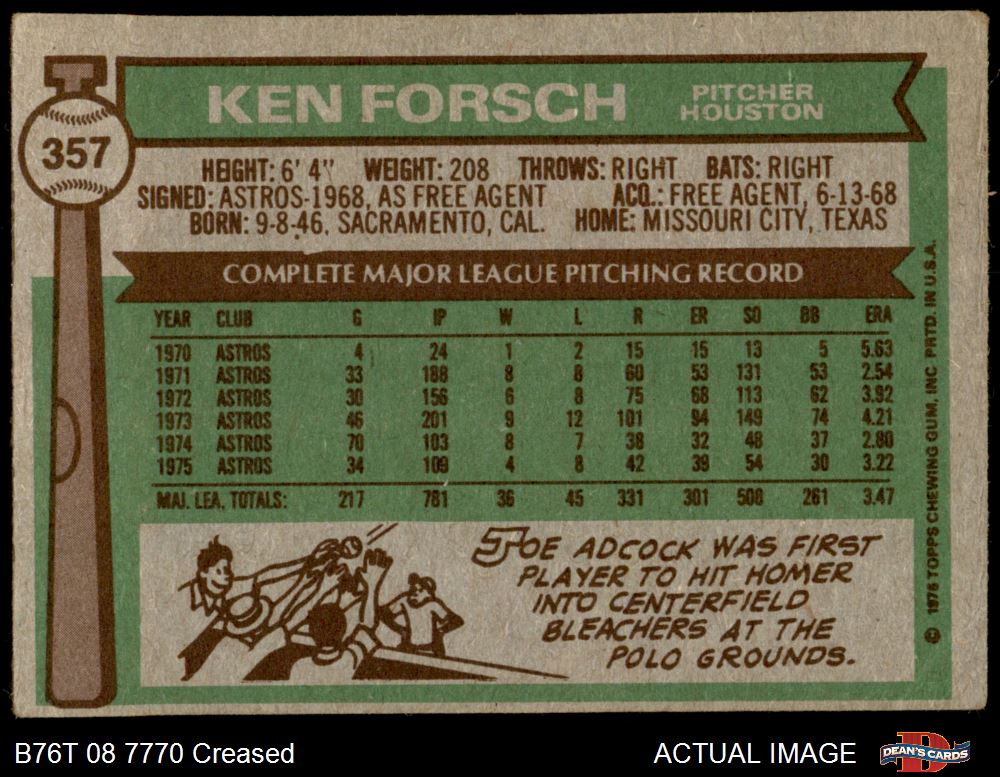 357
KEN FORSCH
PITCHER
HOUSTON
HEIGHT: 6' 4" WEIGHT: 208 THROWS: RIGHT BATS: RIGHT
SIGNED: ASTROS-1968, AS FREE AGENT ACQ.: FREE AGENT, 6-13-68
BORN: 9-8-46, SACRAMENTO, CAL. HOME: MISSOURI CITY, TEXAS
COMPLETE MAJOR LEAGUE PITCHING RECORD
YEAR CLUB G IP W L R ER SO BB ERA
1970 ASTROS 4 24 1 2 15 15 13 5 5.63
1971 ASTROS 33 188 8 8 60 53 131 53 2.54
1972 ASTROS 30 156 6 8 75 68 113 62 3.92
1973 ASTROS 46 201 9 12 101 94 149 74 4.21
1974 ASTROS 70 103 8 7 38 32 48 37 2.80
1975 ASTROS 34 109 4 8 42 39 54 30 3.22
MAJ. LEA. TOTALS: 217 781 36 45 331 301 508 261 3.47
JOE ADCOCK WAS FIRST
PLAYER TO HIT HOMER
INTO CENTERFIELD
BLEACHERS AT THE
POLO GROUNDS.
© 1976 TOPPS CHEWING GUM, INC. PRTD. IN U.S.A.
B76T 08 7770 Creased
ACTUAL IMAGE
DEAN'S CARDS